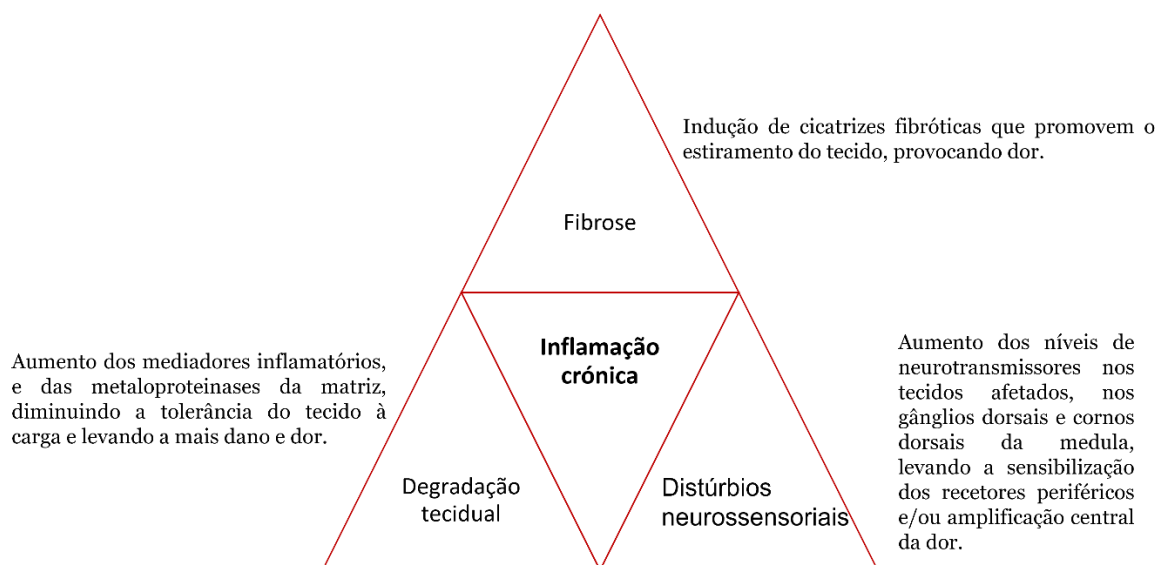 Indução de cicatrizes fibróticas que promovem o
estiramento do tecido, provocando dor.
Fibrose
Inflamação
crónica
Aumento dos mediadores inflamatórios,
e das metaloproteinases da matriz,
diminuindo a tolerância do tecido à
carga e levando a mais dano e dor.
Aumento dos níveis de
neurotransmissores nos
tecidos afetados, nos
gânglios dorsais e cornos
dorsais da medula,
levando a sensibilização
dos recetores periféricos
e/ou amplificação central
da dor.
Degradação
tecidual
Distúrbios
neurossensoriais